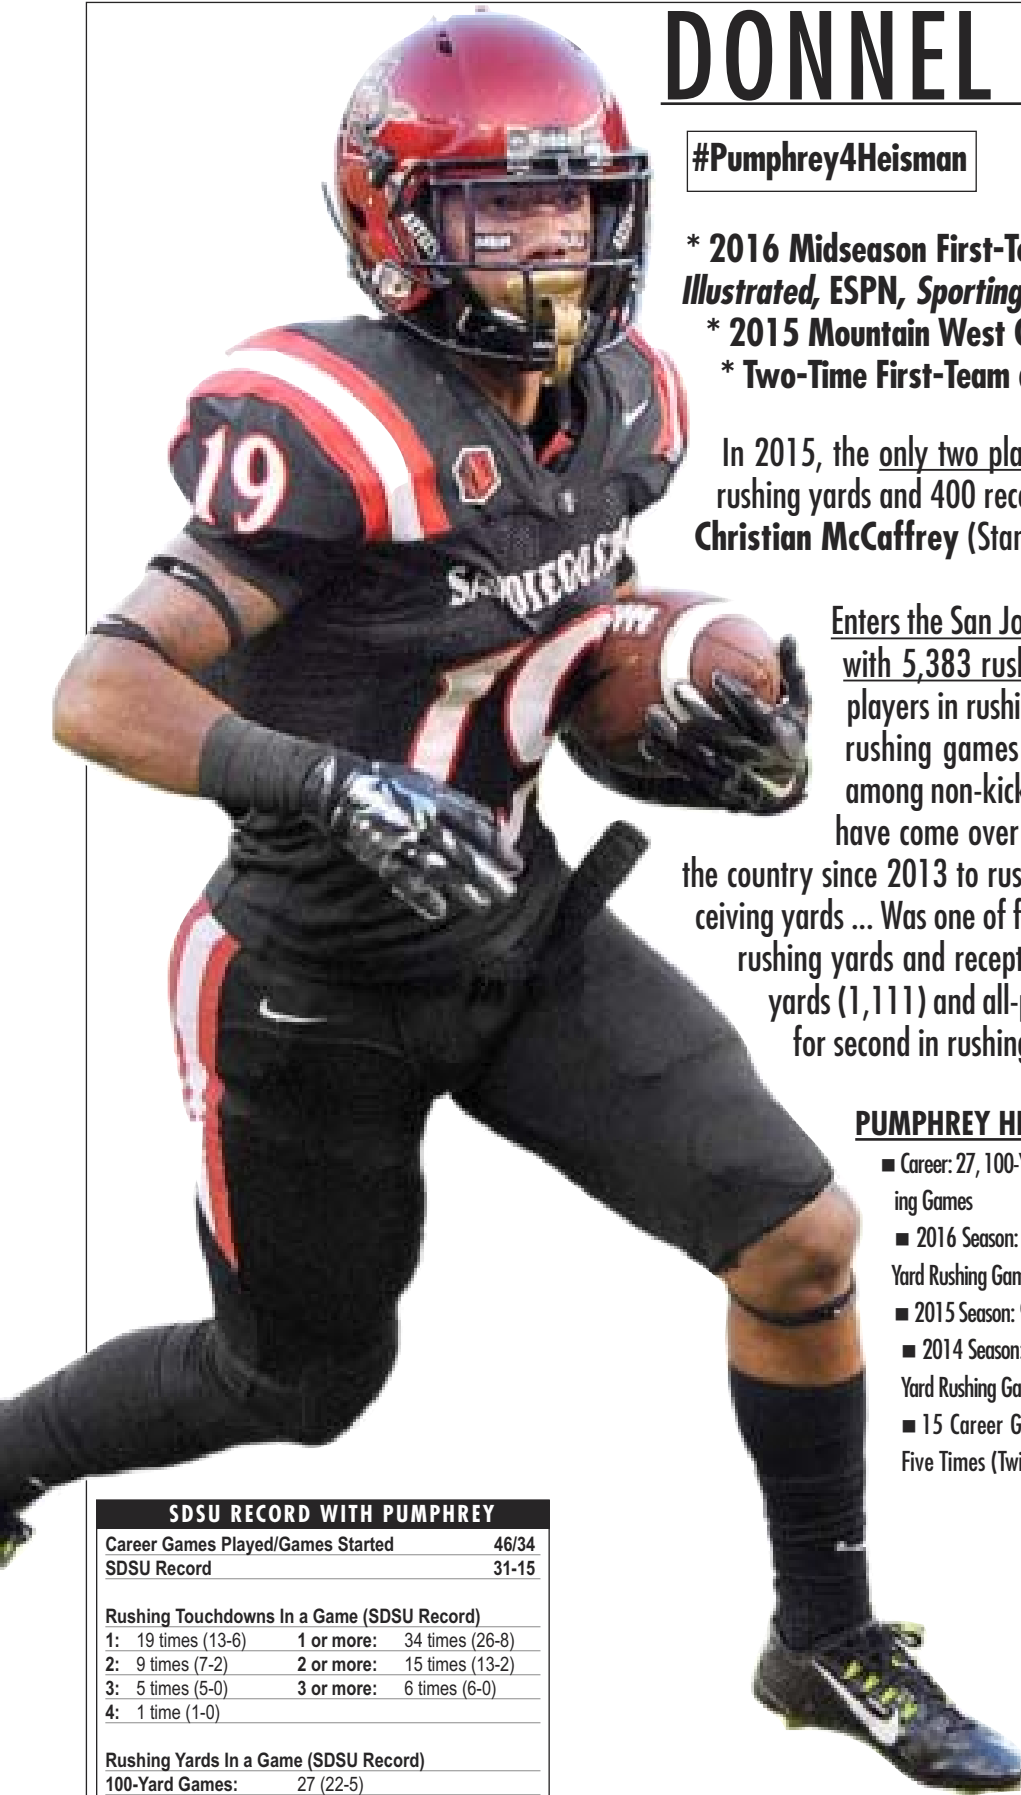 DONNEL
#Pumphrey4Heisman
* 2016 Midseason First-Te
Illustrated, ESPN, Sporting
* 2015 Mountain West
* Two-Time First-Team
In 2015, the only two pla
rushing yards and 400 rec
Christian McCaffrey (Stan
Enters the San Jo
with 5,383 rus
players in rushi
rushing games
among non-kick
have come over
the country since 2013 to rus
ceiving yards ... Was one of f
rushing yards and recept
yards (1,111) and all-
for second in rushing
PUMPHREY HI
■ Career: 27, 100-Y
ing Games
■ 2016 Season:
Yard Rushing Gam
■ 2015 Season:
■ 2014 Season:
Yard Rushing Ga
■ 15 Career G
Five Times (Twi
19
SAN DIEGO ST
19
SDSU RECORD WITH PUMPHREY
Career Games Played/Games Started 46/34
SDSU Record 31-15
Rushing Touchdowns In a Game (SDSU Record)
1: 19 times (13-6) 1 or more: 34 times (26-8)
2: 9 times (7-2) 2 or more: 15 times (13-2)
3: 5 times (5-0) 3 or more: 6 times (6-0)
4: 1 time (1-0)
Rushing Yards In a Game (SDSU Record)
100-Yard Games: 27 (22-5)